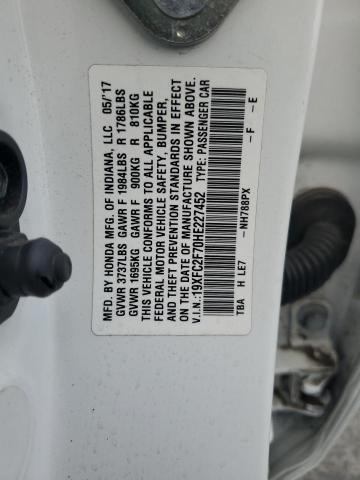 MFD. BY HONDA MFG. OF INDIANA, LLC 05/'17
GVWR 3737LBS GAWR F 1984LBS R 1786LBS
GVWR 1695KG GAWR F 900KG R 810KG
THIS VEHICLE CONFORMS TO ALL APPLICABLE
FEDERAL MOTOR VEHICLE SAFETY, BUMPER,
AND THEFT PREVENTION STANDARDS IN EFFECT
ON THE DATE OF MANUFACTURE SHOWN ABOVE.
V.I.N.:19XFC2F70HE227452 TYPE: PASSENGER CAR
-NH788PX -F -E
TBA H LE7